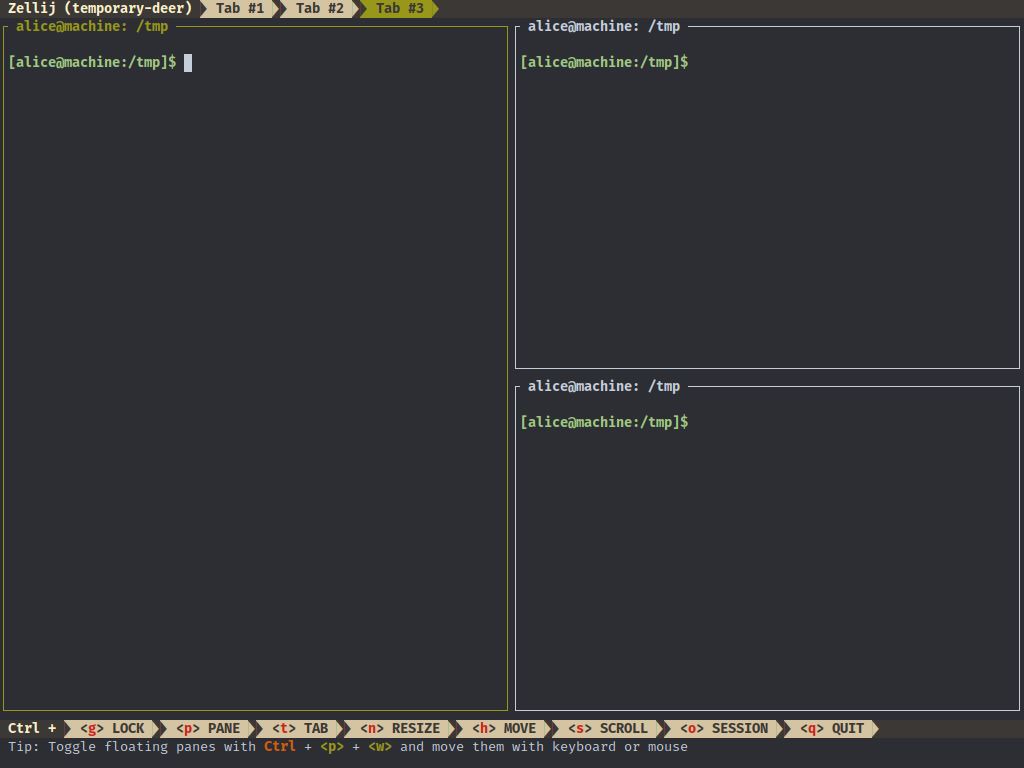 Zellij (temporary-deer) Tab #1 Tab #2 Tab #3
alice@machine: /tmp
[alice@machine:/tmp]$
alice@machine: /tmp
[alice@machine:/tmp]$
alice@machine: /tmp
[alice@machine:/tmp]$
Ctrl + <g> LOCK <p> PANE <t> TAB <n> RESIZE <h> MOVE <s> SCROLL <o> SESSION <q> QUIT
Tip: Toggle floating panes with Ctrl + <p> + <w> and move them with keyboard or mouse